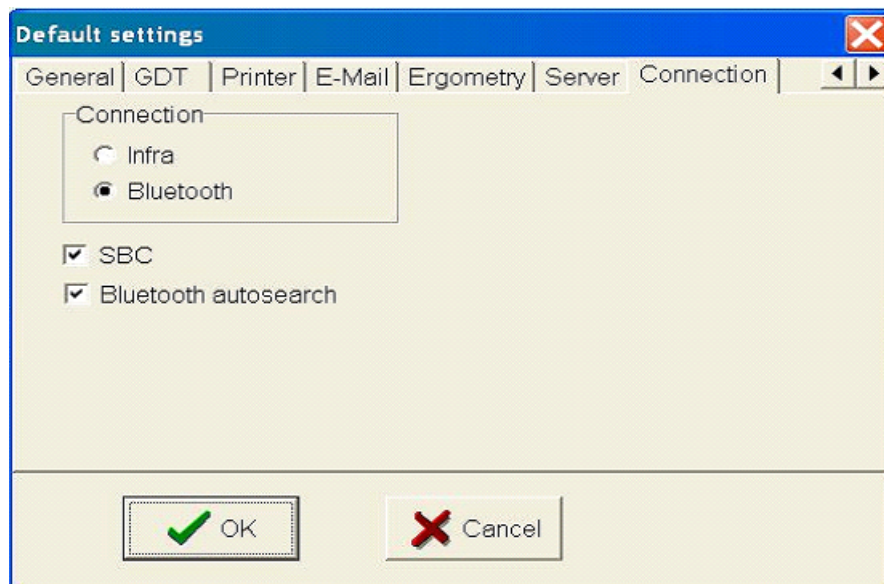 Default settings
General GDT Printer E-Mail Ergometry Server Connection
Connection
Infra
Bluetooth
SBC
Bluetooth autosearch
OK Cancel